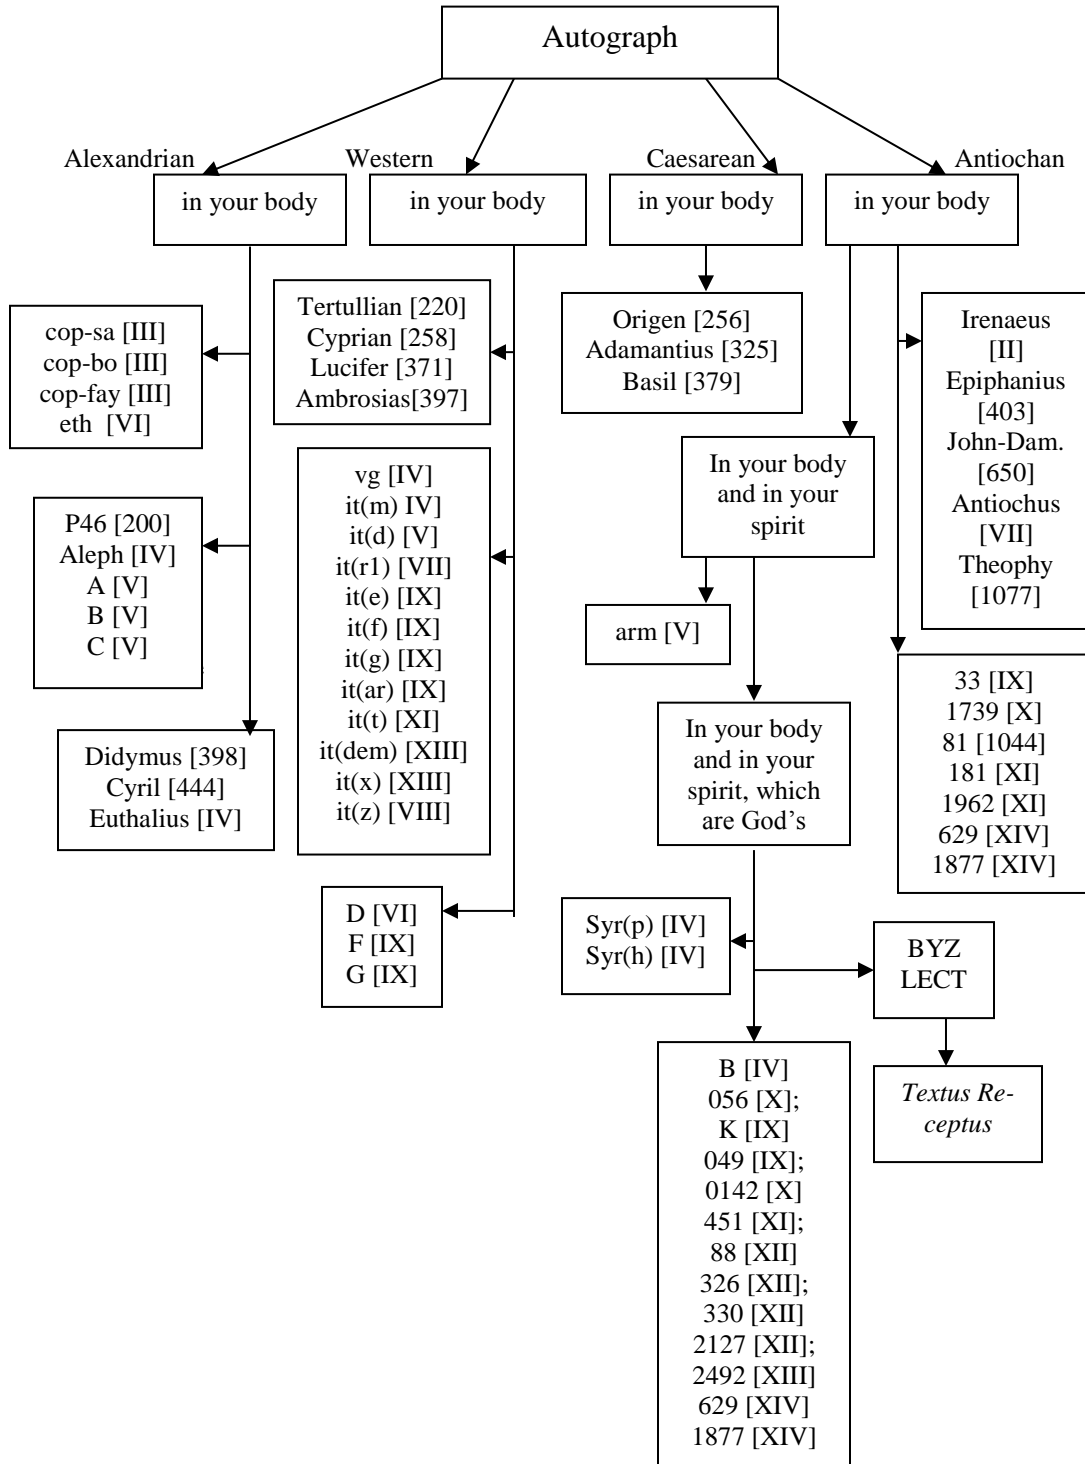 Autograph
Alexandrian
Western
Caesarean
Antiochan
in your body
in your body
in your body
in your body
cop-sa [III]
cop-bo [III]
cop-fay [III]
eth [VI]
Tertullian [220]
Cyprian [258]
Lucifer [371]
Ambrosias[397]
Origen [256]
Adamantius [325]
Basil [379]
Irenaeus
[II]
Epiphanius
[403]
John-Dam.
[650]
Antiochus
[VII]
Theophy
[1077]
In your body
and in your
spirit
P46 [200]
Aleph [IV]
A [V]
B [V]
C [V]
vg [IV]
it(m) IV]
it(d) [V]
it(r1) [VII]
it(e) [IX]
it(f) [IX]
it(g) [IX]
it(ar) [IX]
it(t) [XI]
it(dem) [XIII]
it(x) [XIII]
it(z) [VIII]
arm [V]
33 [IX]
1739 [X]
81 [1044]
181 [XI]
1962 [XI]
629 [XIV]
1877 [XIV]
In your body
and in your
spirit, which
are God’s
Didymus [398]
Cyril [444]
Euthalius [IV]
D [VI]
F [IX]
G [IX]
Syr(p) [IV]
Syr(h) [IV]
BYZ
LECT
Textus Re-
ceptus
B [IV]
056 [X];
K [IX]
049 [IX];
0142 [X]
451 [XI];
88 [XII]
326 [XII];
330 [XII]
2127 [XII];
2492 [XIII]
629 [XIV]
1877 [XIV]